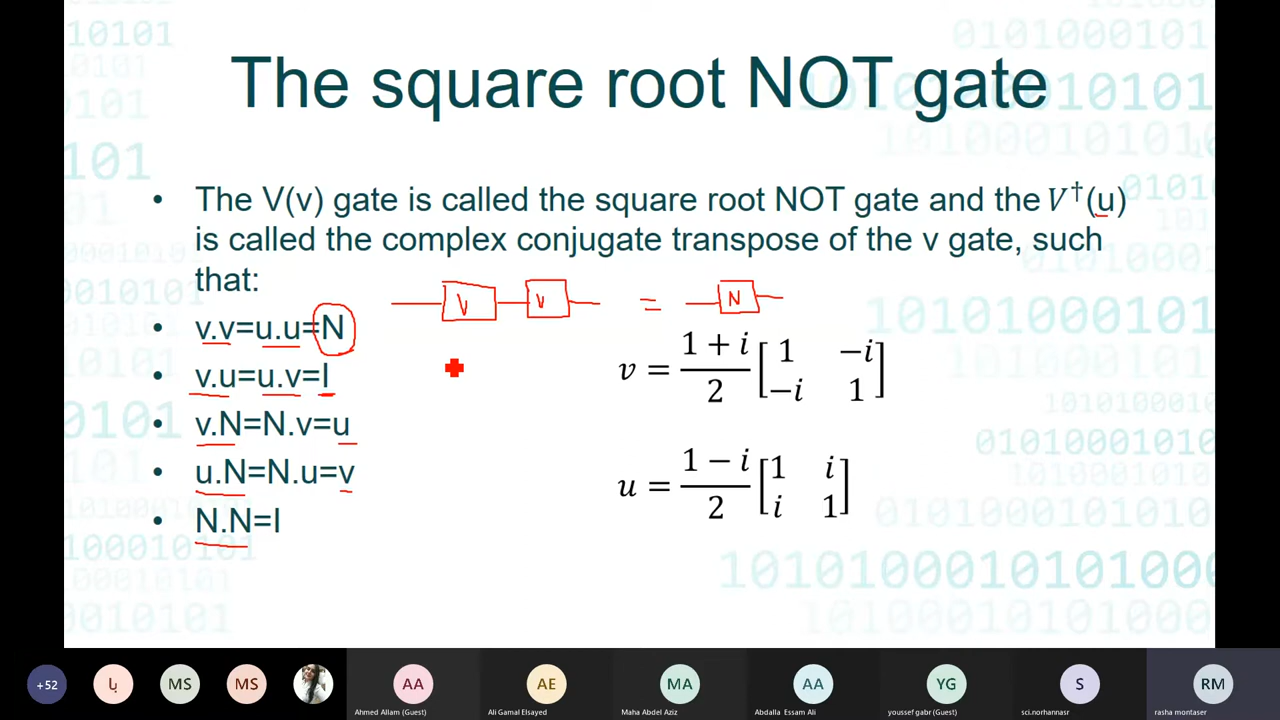 The square root NOT gate
• The V(v) gate is called the square root NOT gate and the V†(u)
is called the complex conjugate transpose of the v gate, such
that:
V V = N
• v.v=u.u=N
• v.u=u.v=I
• v.N=N.v=u
• u.N=N.u=v
• N.N=I
v = 1 + i / 2 [1 −i
−i 1]
u = 1 − i / 2 [1 i
i 1]
+52 MS MS AA AE MA AA YG S RM
Ahmed Allam (Guest) Ali Gamal Elsayed Maha Abdel Aziz Abdalla Essam Ali youssef gabr (Guest) sci.norhannasr rasha montaser